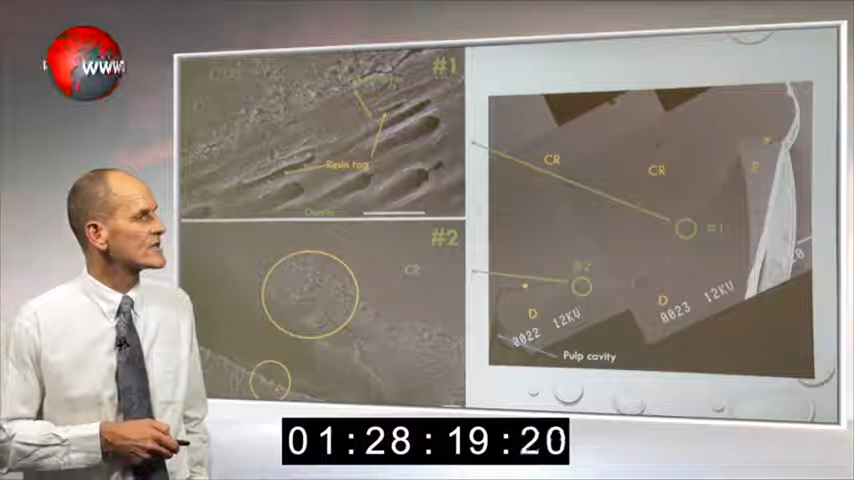 WWW
#1
Resin tag
#2
CR
CR
CR
#1
#2
D
D
0022 12KV
0023 12KV
Pulp cavity
01:28:19:20